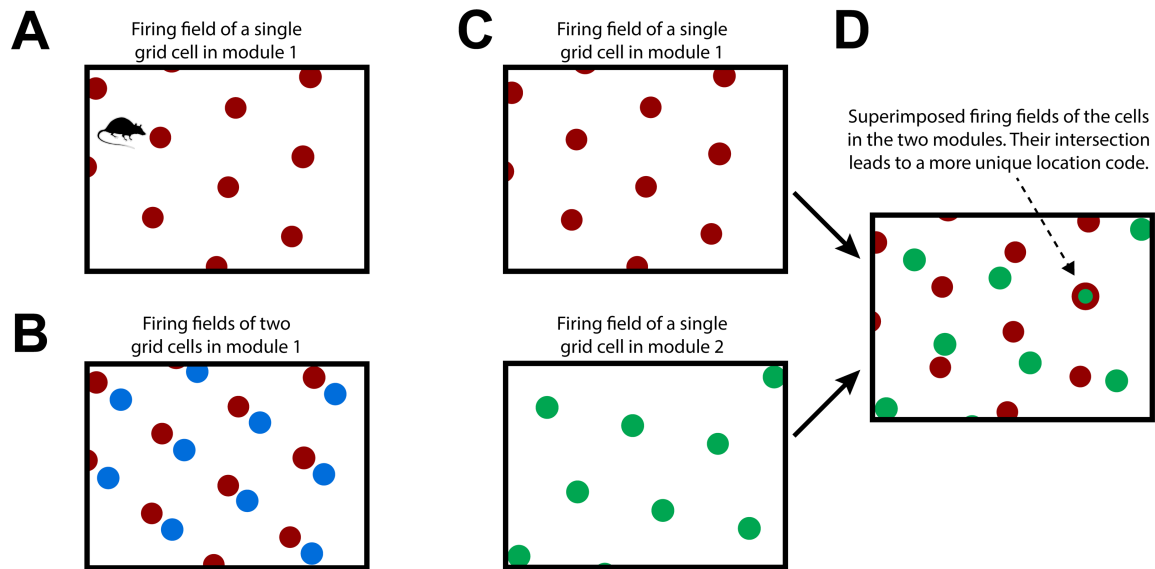 A
Firing field of a single
grid cell in module 1
B
Firing fields of two
grid cells in module 1
C
Firing field of a single
grid cell in module 1
Firing field of a single
grid cell in module 2
D
Superimposed firing fields of the cells
in the two modules. Their intersection
leads to a more unique location code.